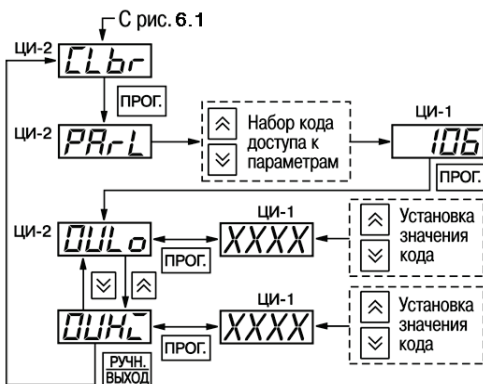 С рис. 6.1
ЦИ-2
CLbr
ПРОГ.
ЦИ-2
PArL
Набор кода
доступа к
параметрам
ЦИ-1
106
ПРОГ.
ЦИ-2
OULo
ПРОГ.
ЦИ-1
XXXX
Установка
значения
кода
OUHi
ПРОГ.
ЦИ-1
XXXX
Установка
значения
кода
РУЧН.
ВЫХОД